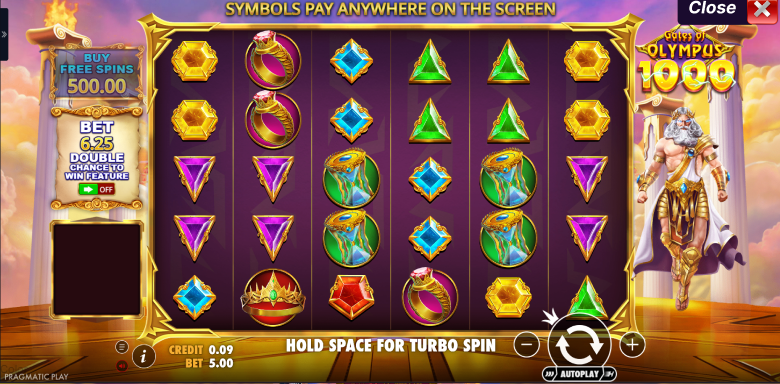 SYMBOLS PAY ANYWHERE ON THE SCREEN
Close
Gates of
OLYMPUS
1000
BUY
FREE SPINS
500.00
BET
6.25
DOUBLE
CHANCE TO
WIN FEATURE
OFF
CREDIT 0.09
BET 5.00
HOLD SPACE FOR TURBO SPIN
AUTOPLAY
PRAGMATIC PLAY